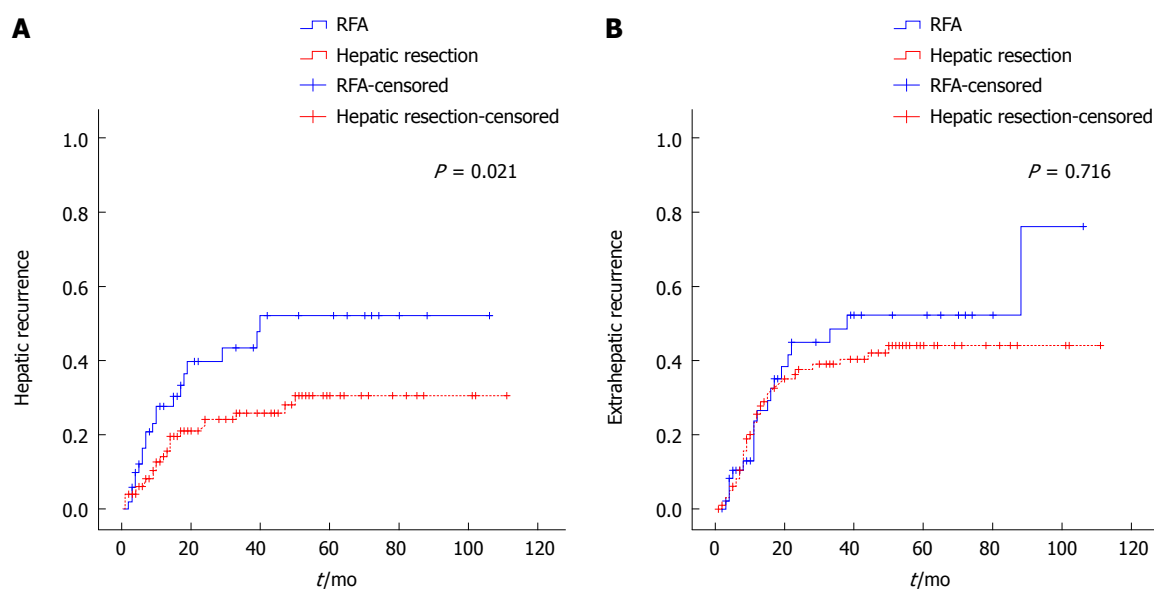 A
RFA
Hepatic resection
RFA-censored
Hepatic resection-censored
P = 0.021
Hepatic recurrence
1.0
0.8
0.6
0.4
0.2
0.0
0 20 40 60 80 100 120
t/mo
B
RFA
Hepatic resection
RFA-censored
Hepatic resection-censored
P = 0.716
Extrahepatic recurrence
1.0
0.8
0.6
0.4
0.2
0.0
0 20 40 60 80 100 120
t/mo